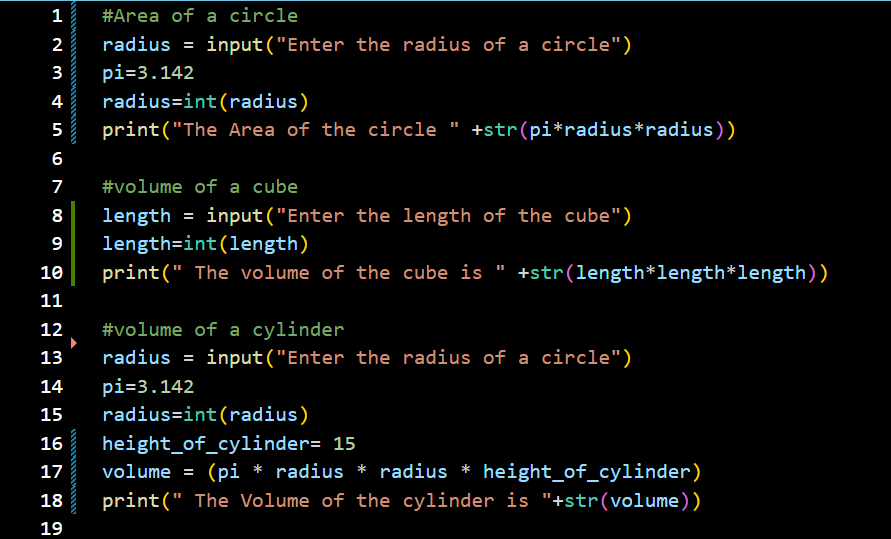 1 #Area of a circle
2 radius = input("Enter the radius of a circle")
3 pi=3.142
4 radius=int(radius)
5 print("The Area of the circle " +str(pi*radius*radius))
6
7 #volume of a cube
8 length = input("Enter the length of the cube")
9 length=int(length)
10 print(" The volume of the cube is " +str(length*length*length))
11
12 #volume of a cylinder
13 radius = input("Enter the radius of a circle")
14 pi=3.142
15 radius=int(radius)
16 height_of_cylinder= 15
17 volume = (pi * radius * radius * height_of_cylinder)
18 print(" The Volume of the cylinder is "+str(volume))
19